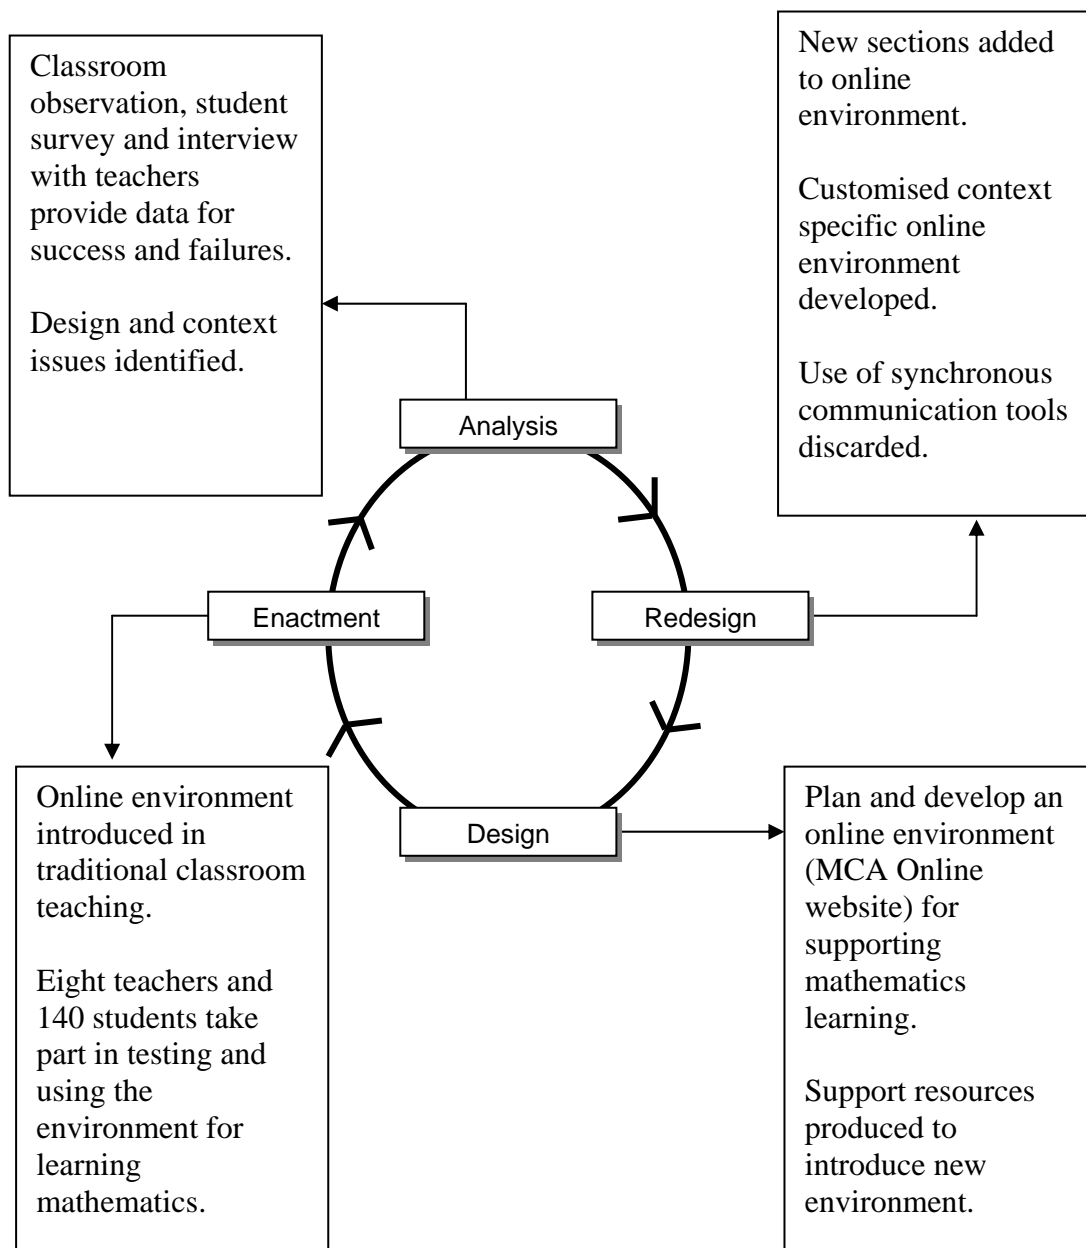 Classroom
observation, student
survey and interview
with teachers
provide data for
success and failures.
Design and context
issues identified.
New sections added
to online
environment.
Customised context
specific online
environment
developed.
Use of synchronous
communication tools
discarded.
Analysis
Enactment
Redesign
Design
Online environment
introduced in
traditional classroom
teaching.
Eight teachers and
140 students take
part in testing and
using the
environment for
learning
mathematics.
Plan and develop an
online environment
(MCA Online
website) for
supporting
mathematics
learning.
Support resources
produced to
introduce new
environment.